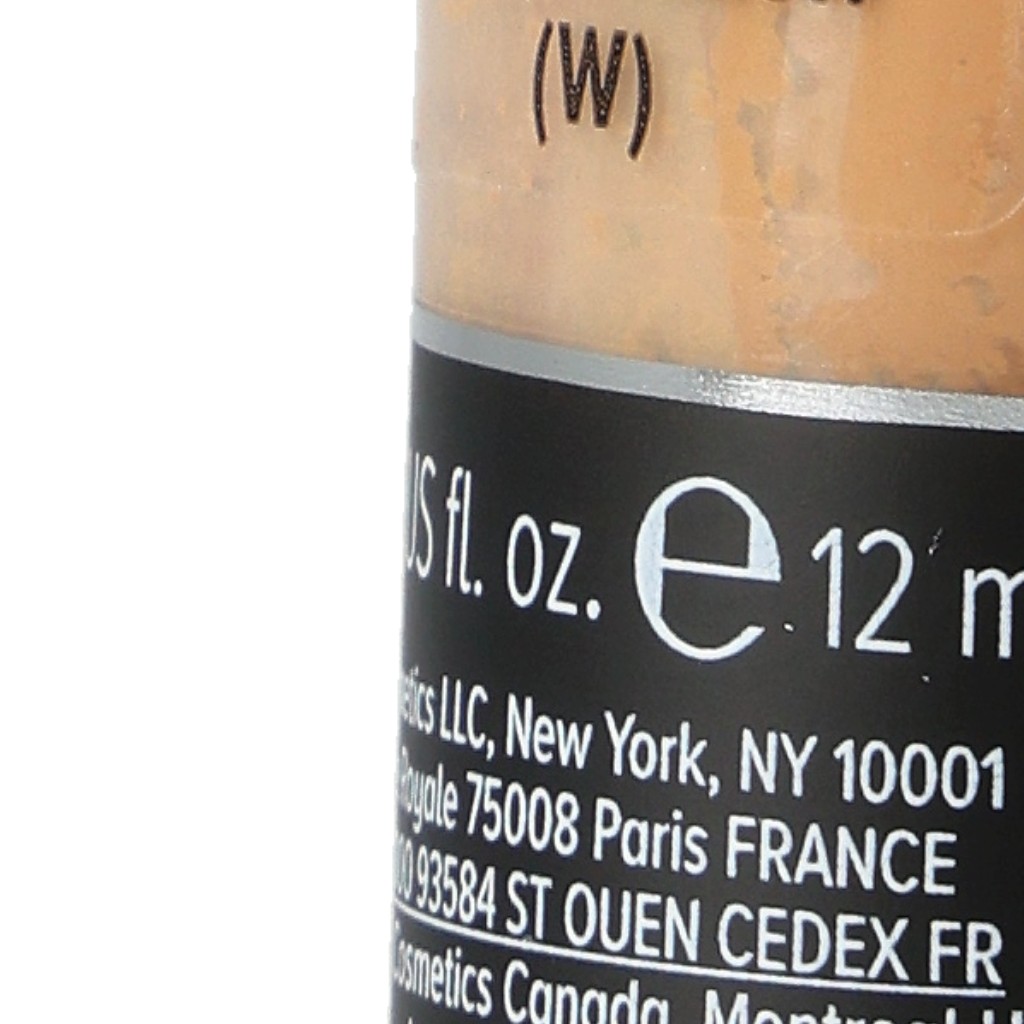 (W)
US fl. oz. e 12 m
LLC, New York, NY 10001
Royale 75008 Paris FRANCE
93584 ST OUEN CEDEX FR
Cosmetics Canada,